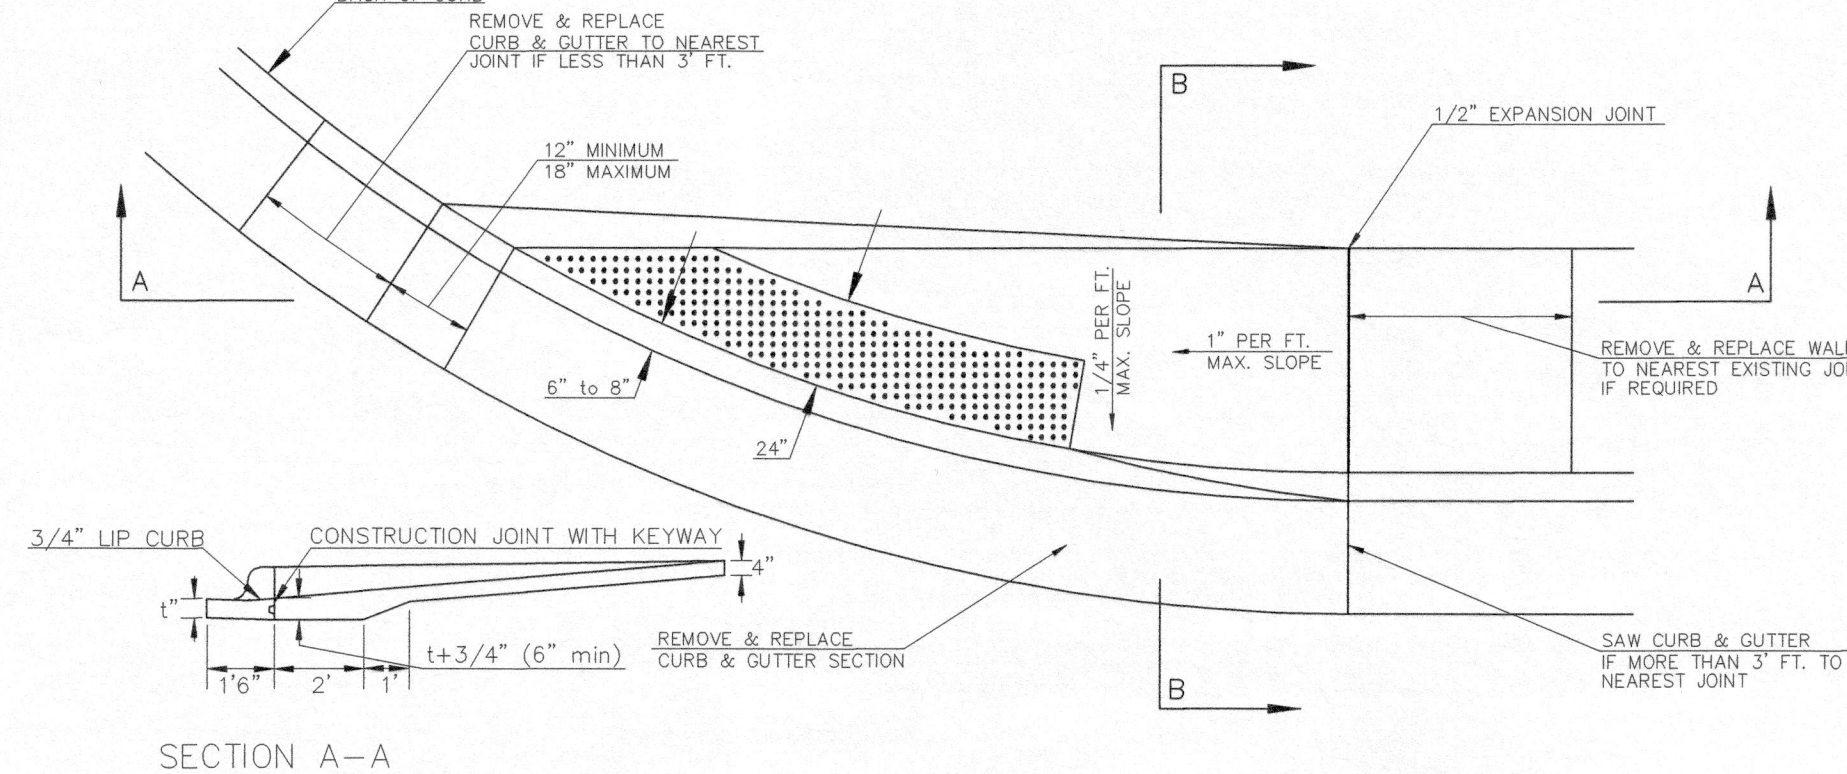 REMOVE & REPLACE
CURB & GUTTER TO NEAREST
JOINT IF LESS THAN 3' FT.
B
1/2" EXPANSION JOINT
12" MINIMUM
18" MAXIMUM
A
A
1/4" PER FT.
MAX. SLOPE
1" PER FT.
MAX. SLOPE
REMOVE & REPLACE
TO NEAREST EXISTING
IF REQUIRED
6" to 8"
24"
3/4" LIP CURB
CONSTRUCTION JOINT WITH KEYWAY
4"
t"
t+3/4" (6" min)
1'6"
2'
1'
REMOVE & REPLACE
CURB & GUTTER SECTION
SAW CURB & GUTTER
IF MORE THAN 3' FT. TO
NEAREST JOINT
B
SECTION A-A